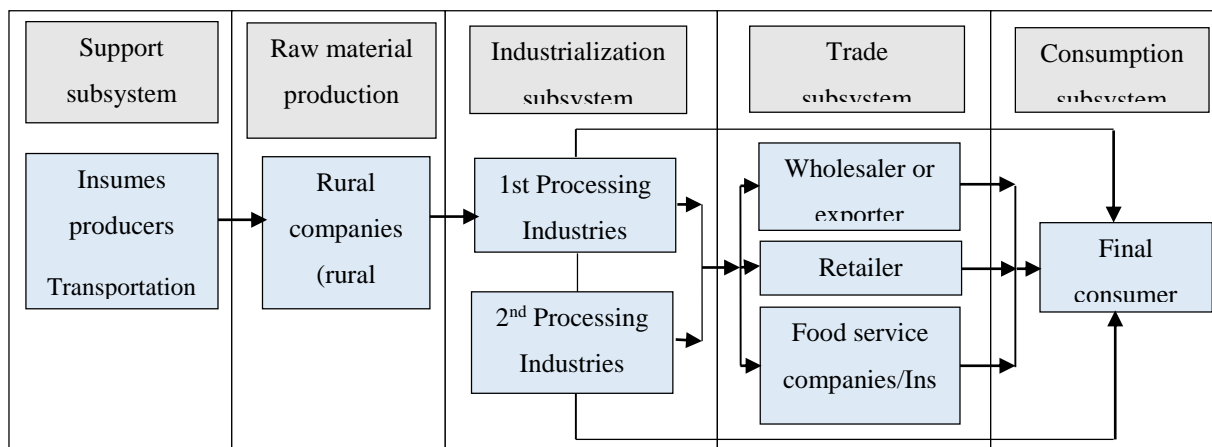 Support
subsystem
Raw material
production
Industrialization
subsystem
Trade
subsystem
Consumption
subsystem
Insumes
producers
Transportation
Rural
companies
(rural
1st Processing
Industries
2nd Processing
Industries
Wholesaler or
exporter
Retailer
Food service
companies/Ins
Final
consumer